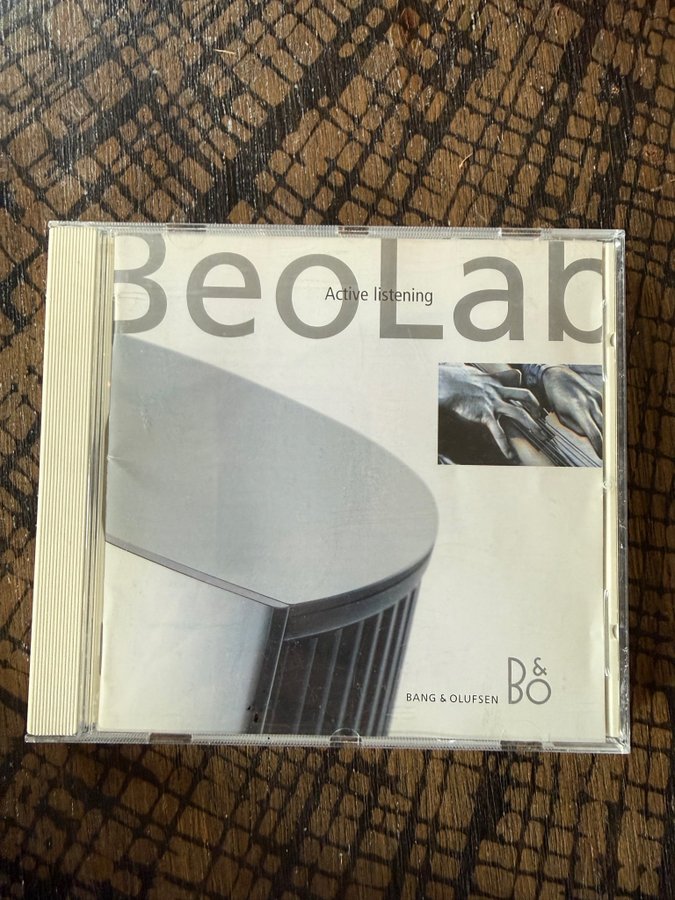 BeoLab
Active listening
BANG & OLUFSEN B&O